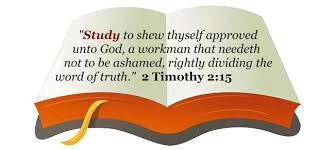 "Study to shew thyself approved
unto God, a workman that needeth
not to be ashamed, rightly dividing the
word of truth." 2 Timothy 2:15